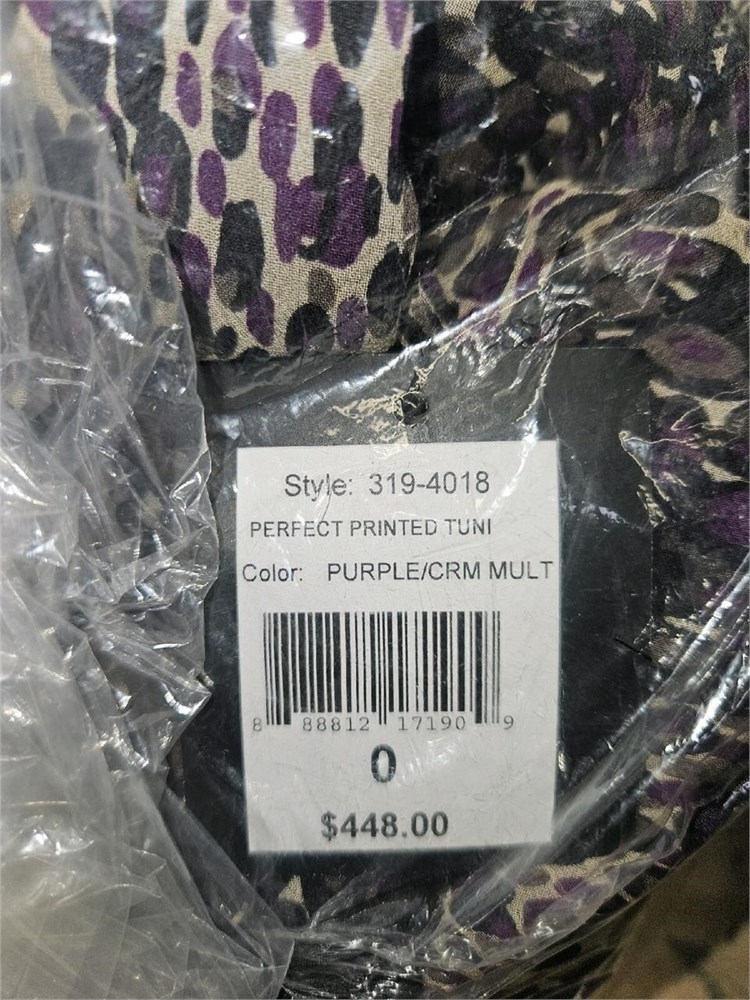 Style: 319-4018
PERFECT PRINTED TUNI
Color: PURPLE/CRM MULT
8 88812 17190 9
0
$448.00